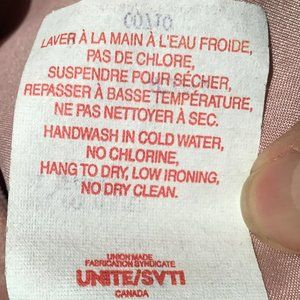 LAVER À LA MAIN À L'EAU FROIDE,
PAS DE CHLORE,
SUSPENDRE POUR SÉCHER,
REPASSER À BASSE TEMPÉRATURE,
NE PAS NETTOYER À SEC.
HANDWASH IN COLD WATER,
NO CHLORINE,
HANG TO DRY, LOW IRONING,
NO DRY CLEAN.
UNION MADE
FABRICATION SYNDICATE
UNITE/SVTI
CANADA